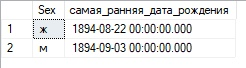 Sex самая_ранняя_дата_рождения
1 ж 1894-08-22 00:00:00.000
2 м 1894-09-03 00:00:00.000